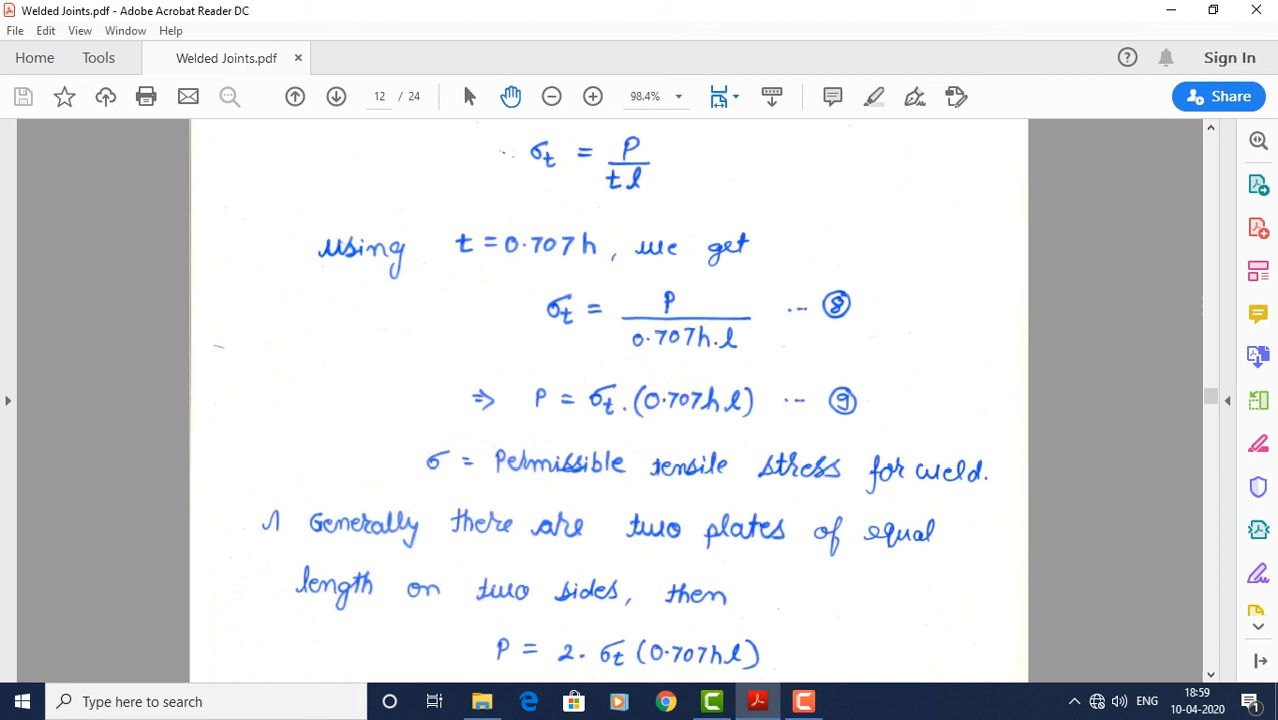 Welded Joints.pdf - Adobe Acrobat Reader DC
File Edit View Window Help
Home Tools Welded Joints.pdf × Sign In
12 / 24 98.4% Share
σt = P / t l
using t = 0.707h, we get
σt = P / 0.707h.l -- ⑧
⇒ P = σt.(0.707hl) -- ⑨
σ = Permissible tensile stress for weld.
Generally there are two plates of equal
length on two sides, then
P = 2. σt (0.707hl)
Type here to search
ENG
18:59
10-04-2020
1